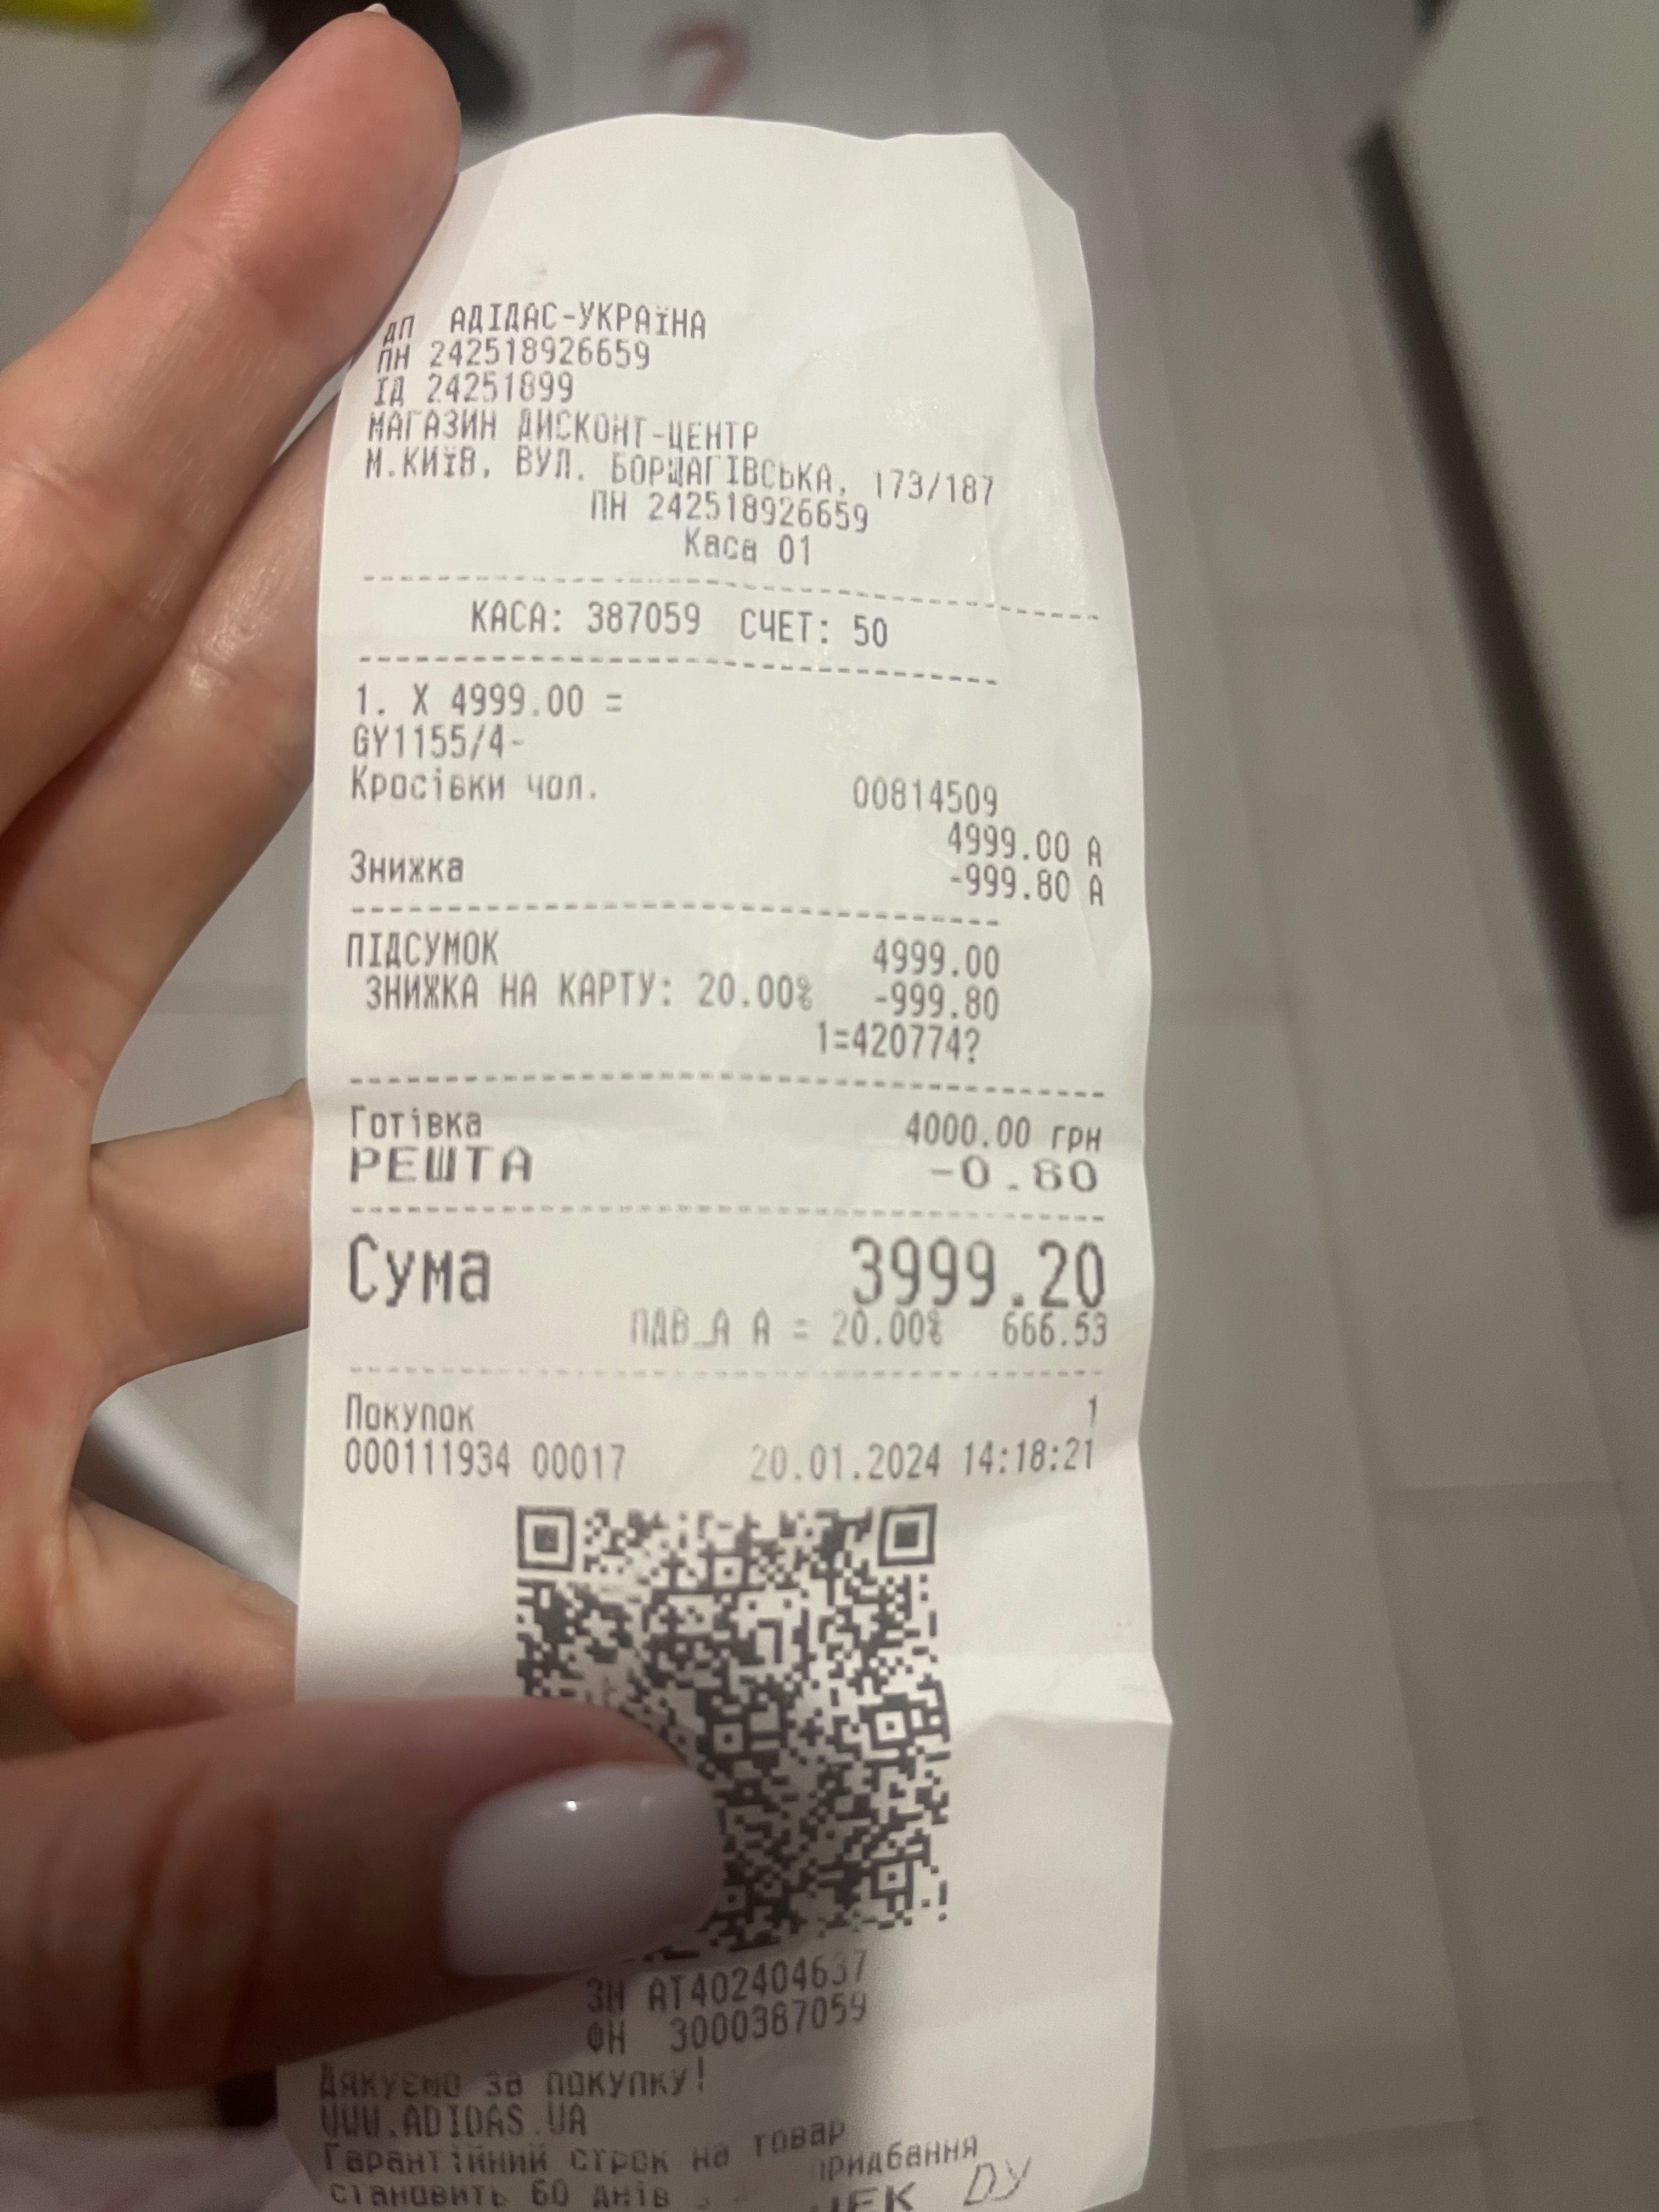 ДП АДІДАС-УКРАЇНА
ПН 242518926659
ІД 24251899
МАГАЗИН ДИСКОНТ-ЦЕНТР
М.КИЇВ, ВУЛ. БОРЩАГІВСЬКА, 173/187
ПН 242518926659
Каса 01
КАСА: 387059 СЧЕТ: 50
1. X 4999.00 =
GY1155/4-
Кросівки чол. 00814509
4999.00 А
Знижка -999.80 А
ПІДСУМОК 4999.00
ЗНИЖКА НА КАРТУ: 20.00% -999.80
1=420774?
Готівка 4000.00 грн
РЕШТА -0.80
Сума 3999.20
ПДВ_А А = 20.00% 666.53
Покупок 1
000111934 00017 20.01.2024 14:18:21
ЗН АТ402404637
ФН 3000387059
Дякуємо за покупку!
WWW.ADIDAS.UA
Гарантійний строк на товар
становить 60 днів з придбання